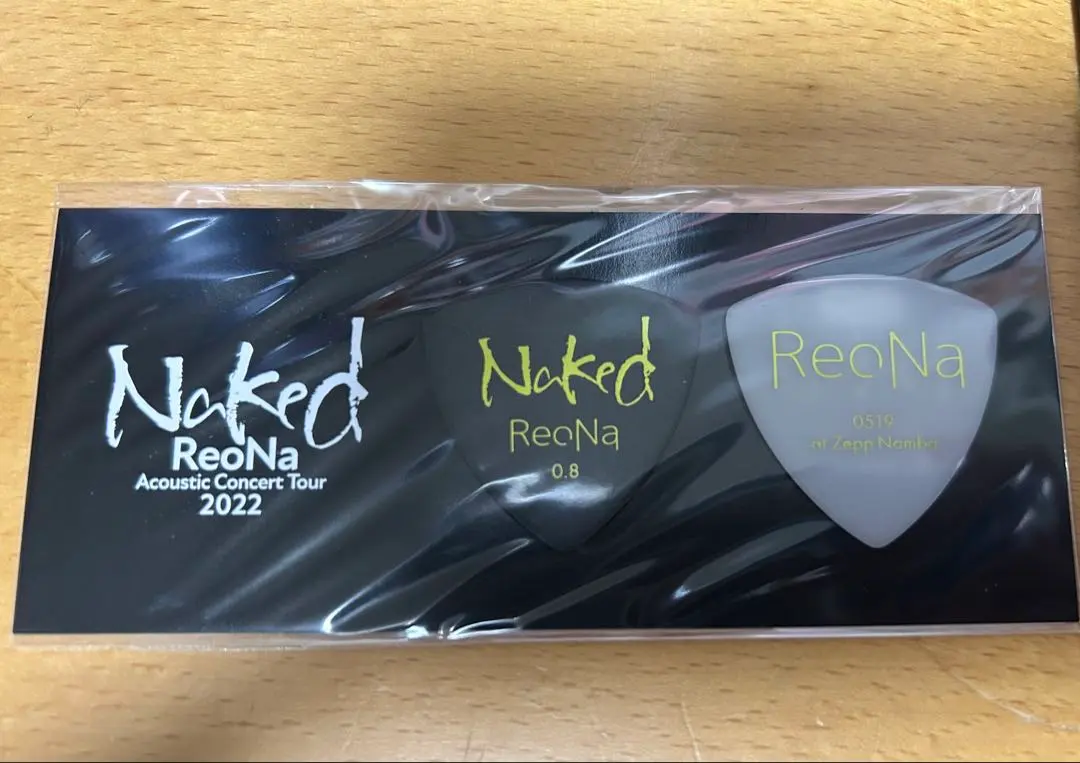 Naked
ReoNa
Acoustic Concert Tour
2022
Naked
ReoNa
0.8
ReoNa
0519
at Zepp Namba